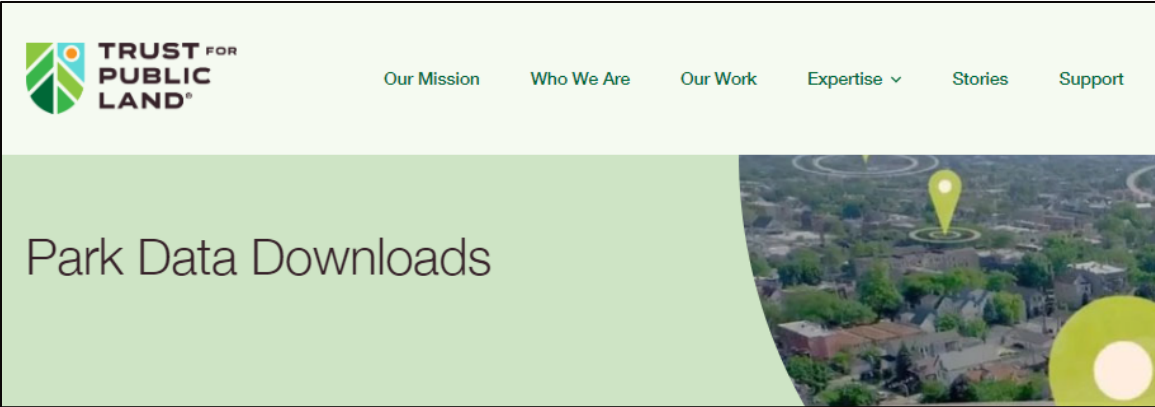 TRUST FOR
PUBLIC
LAND®
Our Mission Who We Are Our Work Expertise Stories Support
Park Data Downloads